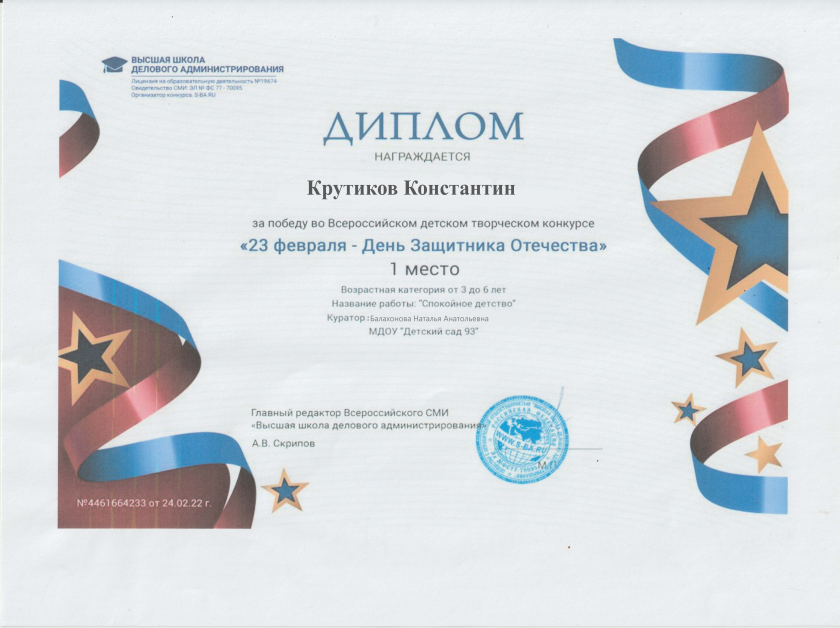 ВЫСШАЯ ШКОЛА
ДЕЛОВОГО АДМИНИСТРИРОВАНИЯ
Лицензия на образовательную деятельность №19674
Свидетельство СМИ: ЭЛ № ФС 77 - 70095
Организатор конкурса: S-BA.RU
ДИПЛОМ
НАГРАЖДАЕТСЯ
Крутиков Константин
за победу во Всероссийском детском творческом конкурсе
«23 февраля - День Защитника Отечества»
1 место
Возрастная категория от 3 до 6 лет
Название работы: "Спокойное детство"
Куратор: Балахонова Наталья Анатольевна
МДОУ "Детский сад 93"
Главный редактор Всероссийского СМИ
«Высшая школа делового администрирования»
А.В. Скрипов
WWW.S-BA.RU
М.П.
№4461664233 от 24.02.22 г.